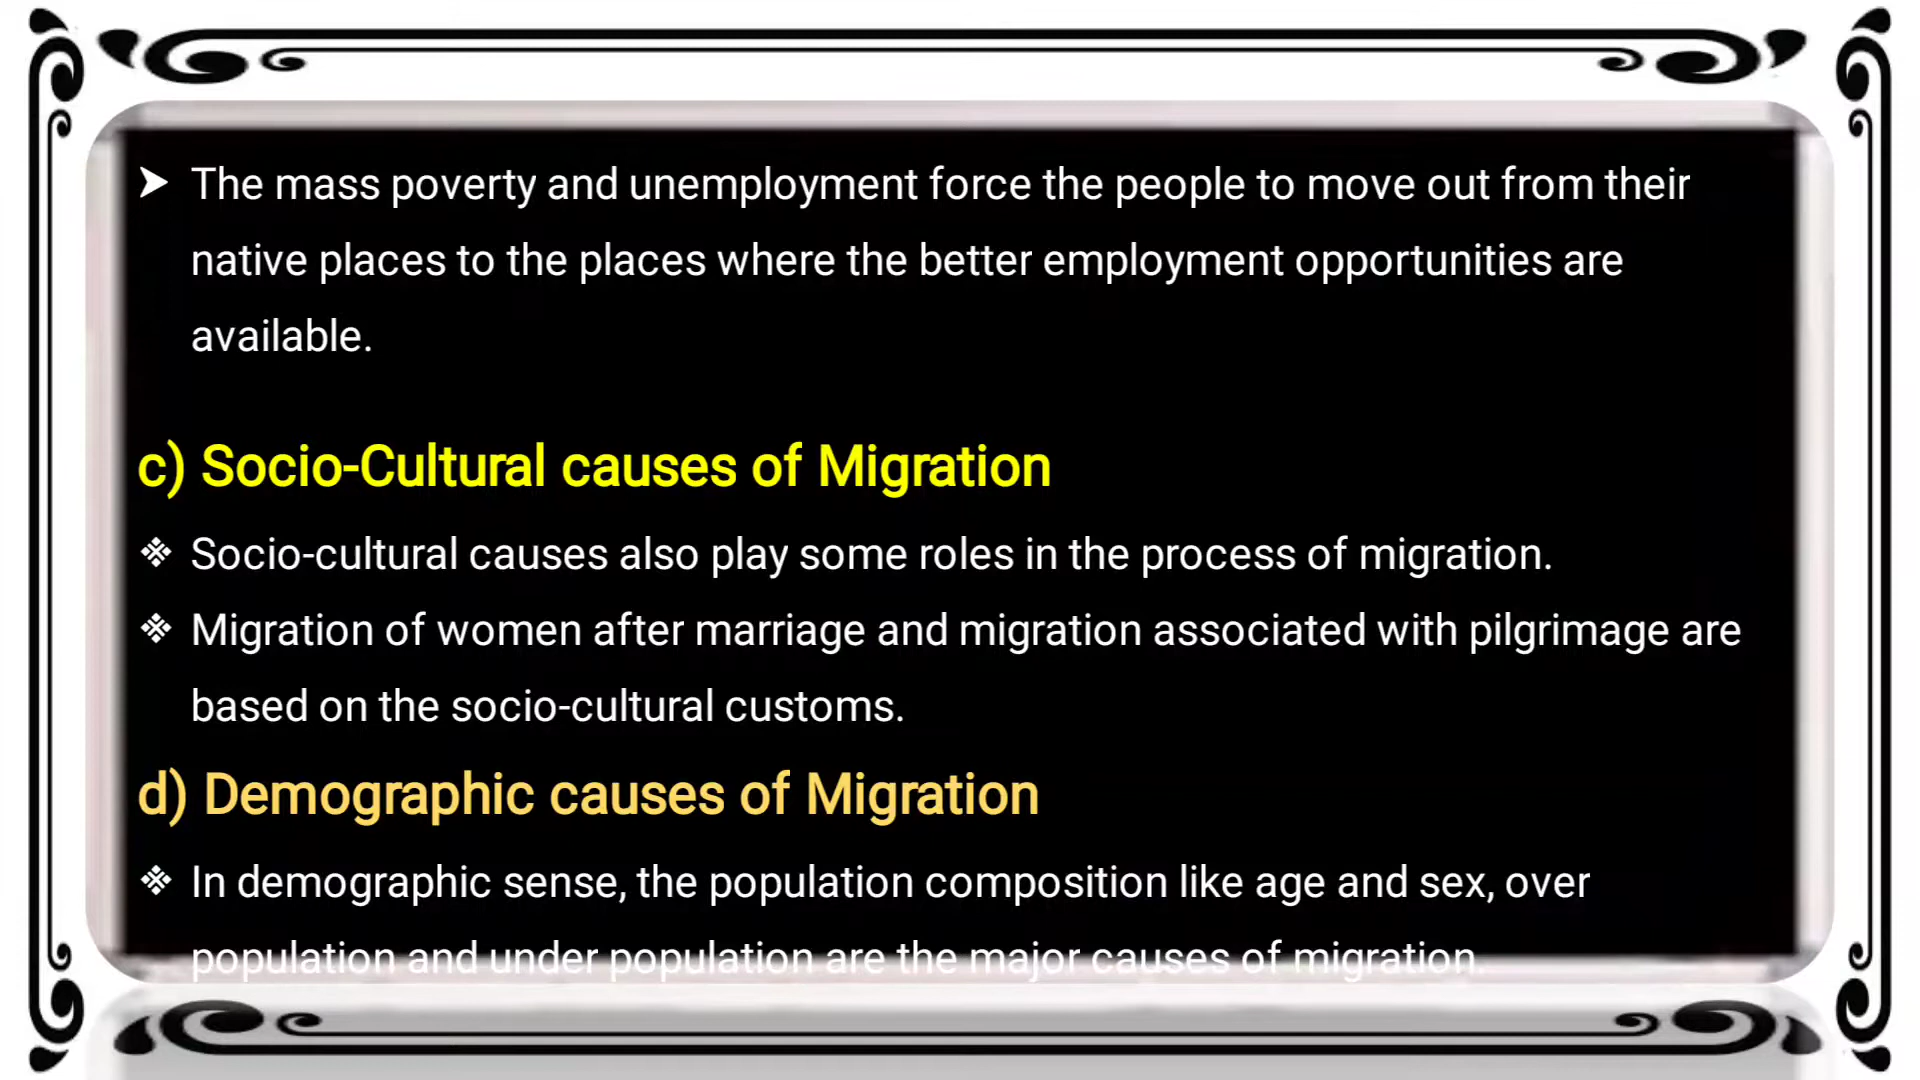 ➤ The mass poverty and unemployment force the people to move out from their
native places to the places where the better employment opportunities are
available.
c) Socio-Cultural causes of Migration
❖ Socio-cultural causes also play some roles in the process of migration.
❖ Migration of women after marriage and migration associated with pilgrimage are
based on the socio-cultural customs.
d) Demographic causes of Migration
❖ In demographic sense, the population composition like age and sex, over
population and under population are the major causes of migration.